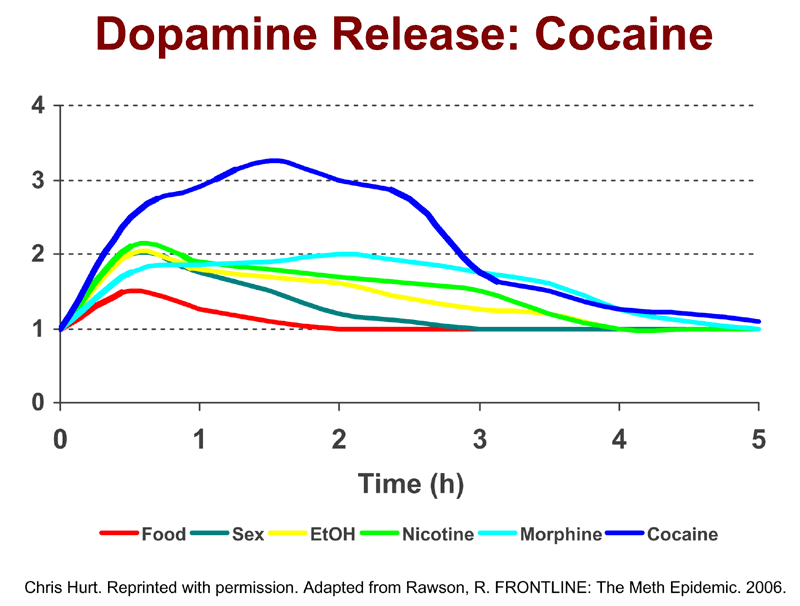 Dopamine Release: Cocaine
4
3
2
1
0
0 1 2 3 4 5
Time (h)
Food Sex EtOH Nicotine Morphine Cocaine
Chris Hurt. Reprinted with permission. Adapted from Rawson, R. FRONTLINE: The Meth Epidemic. 2006.